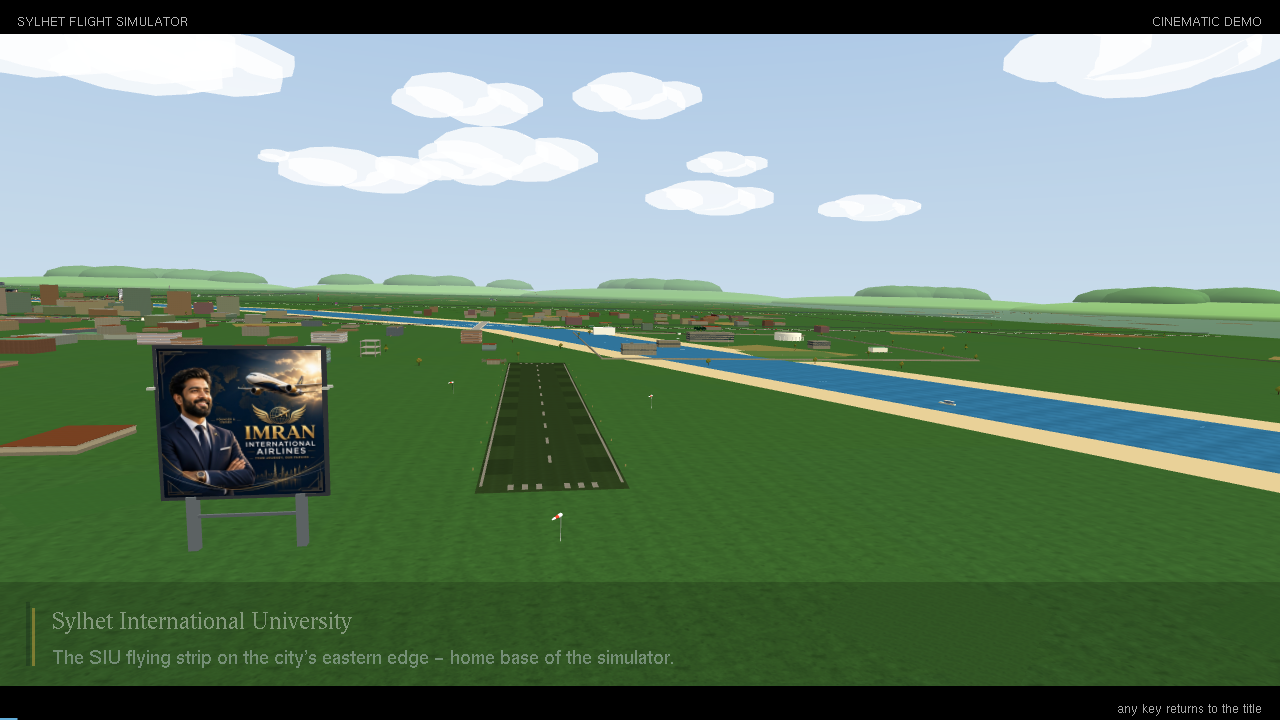 SYLHET FLIGHT SIMULATOR
CINEMATIC DEMO
IMRAN
INTERNATIONAL
AIRLINES
Sylhet International University
The SIU flying strip on the city's eastern edge – home base of the simulator.
any key returns to the title